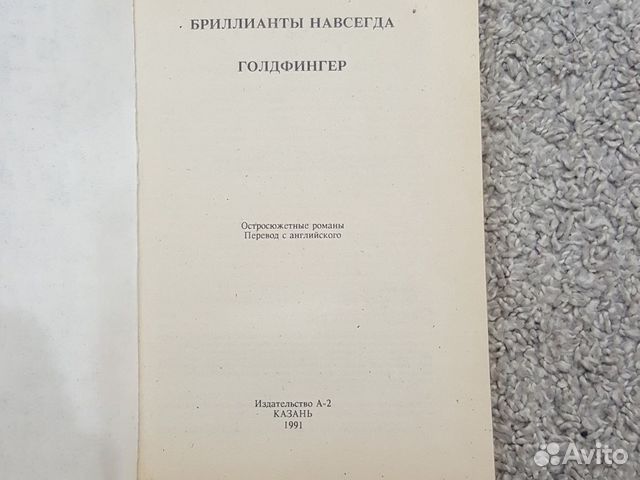 БРИЛЛИАНТЫ НАВСЕГДА
ГОЛДФИНГЕР
Остросюжетные романы
Перевод с английского
Издательство А-2
КАЗАНЬ
1991
Avito